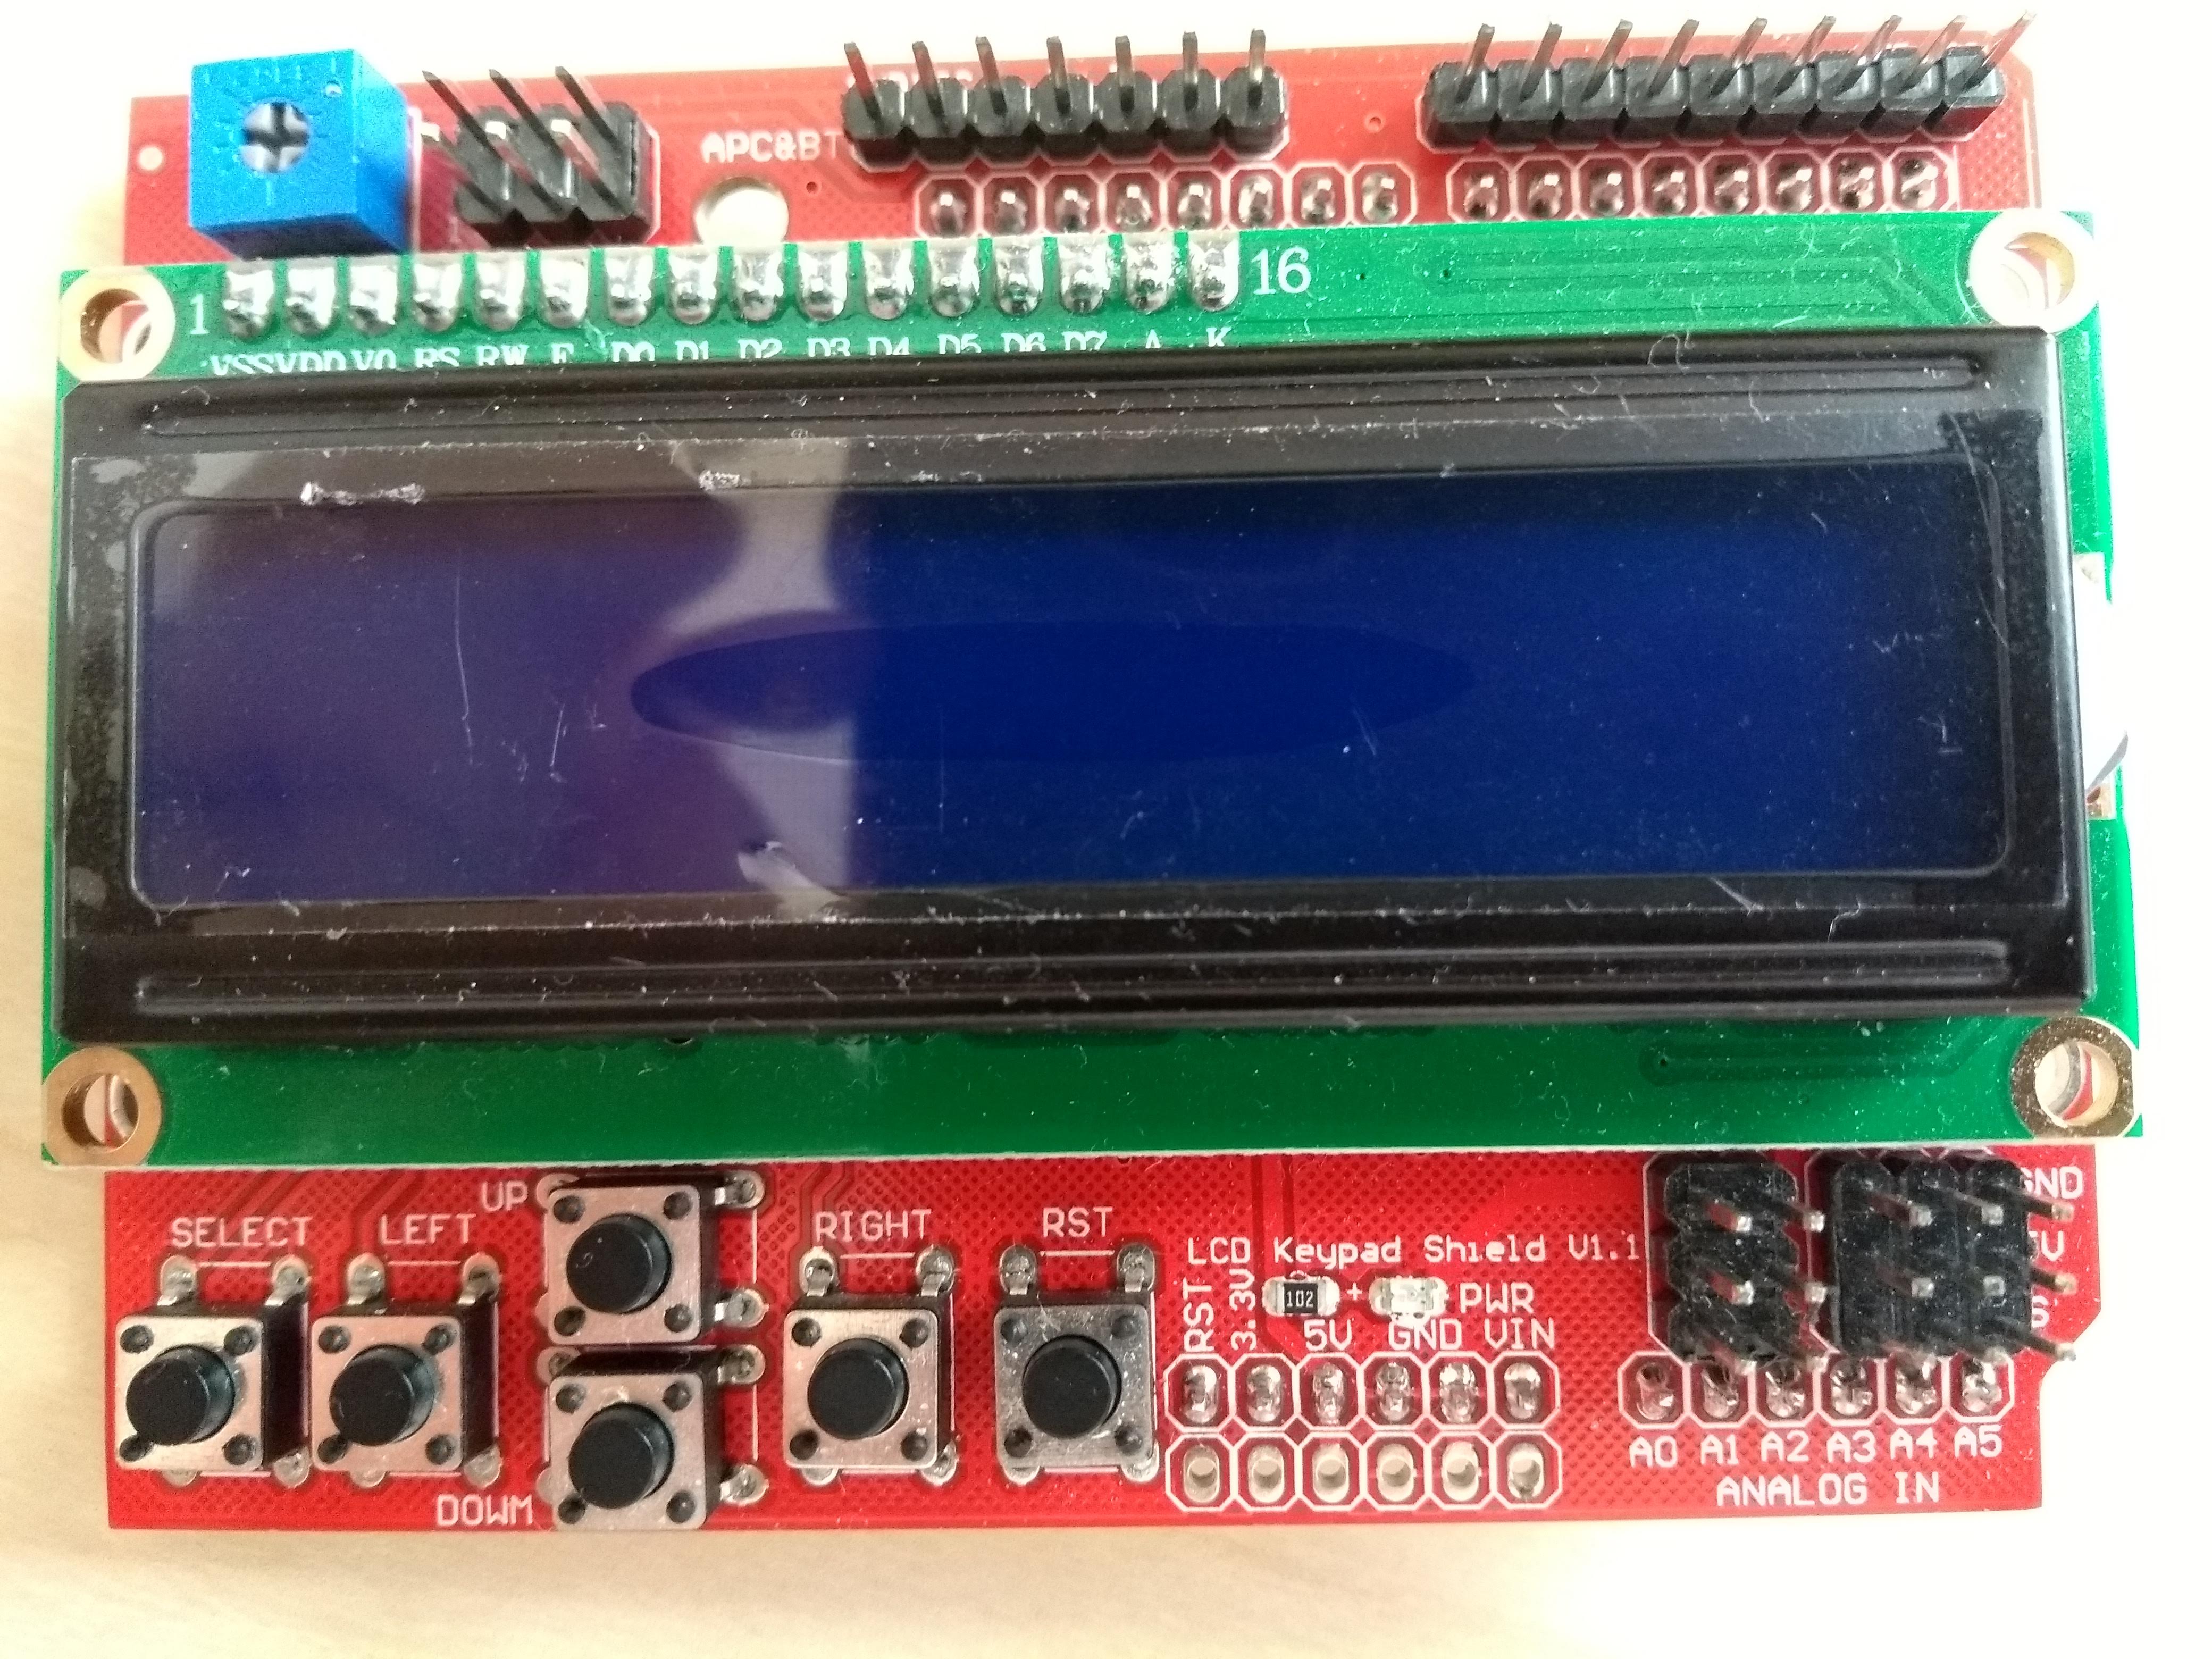 APC&BT
1 16
VSS VDD V0 RS RW E D0 D1 D2 D3 D4 D5 D6 D7 A K
UP
SELECT LEFT RIGHT RST
LCD Keypad Shield V1.1
GND
5V
S
102 + PWR
RST 3.3V 5V GND VIN
A0 A1 A2 A3 A4 A5
ANALOG IN
DOWM